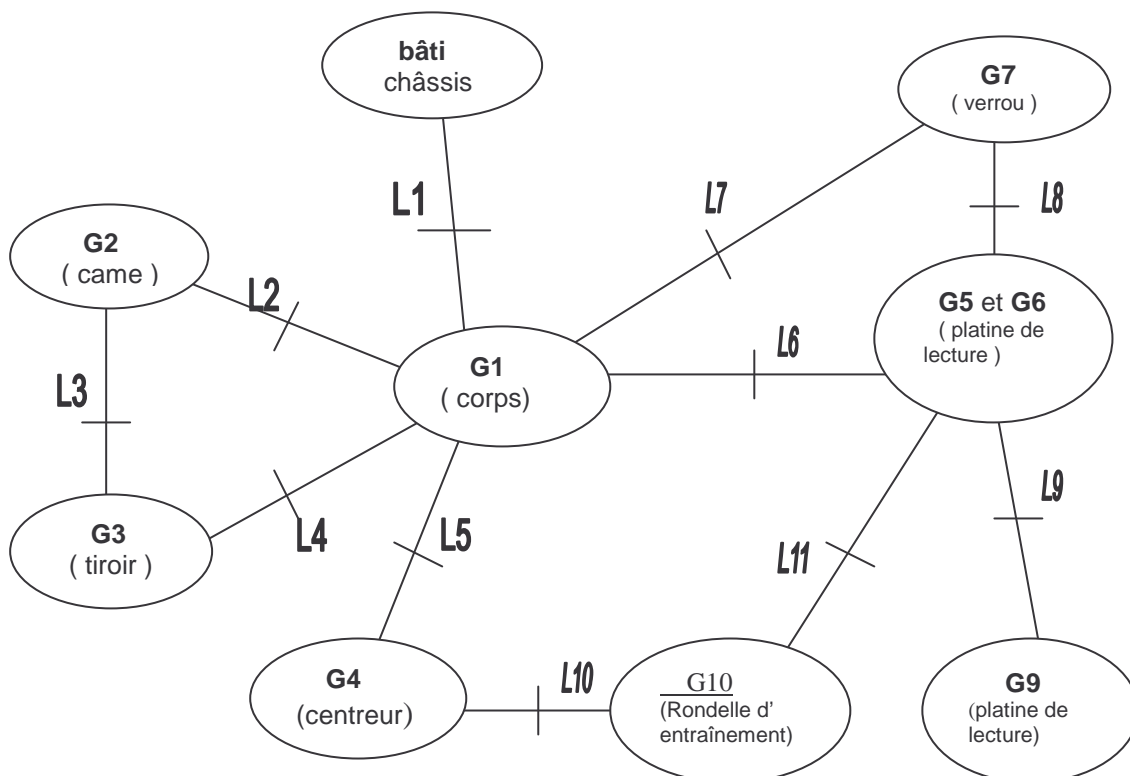 bâti
châssis
G7
( verrou )
L1
L7
L8
G2
( came )
L2
G5 et G6
( platine de
lecture )
L6
G1
( corps)
L3
G3
( tiroir )
L4
L5
L11
L9
G4
(centreur)
L10
G10
(Rondelle d'
entraînement)
G9
(platine de
lecture)